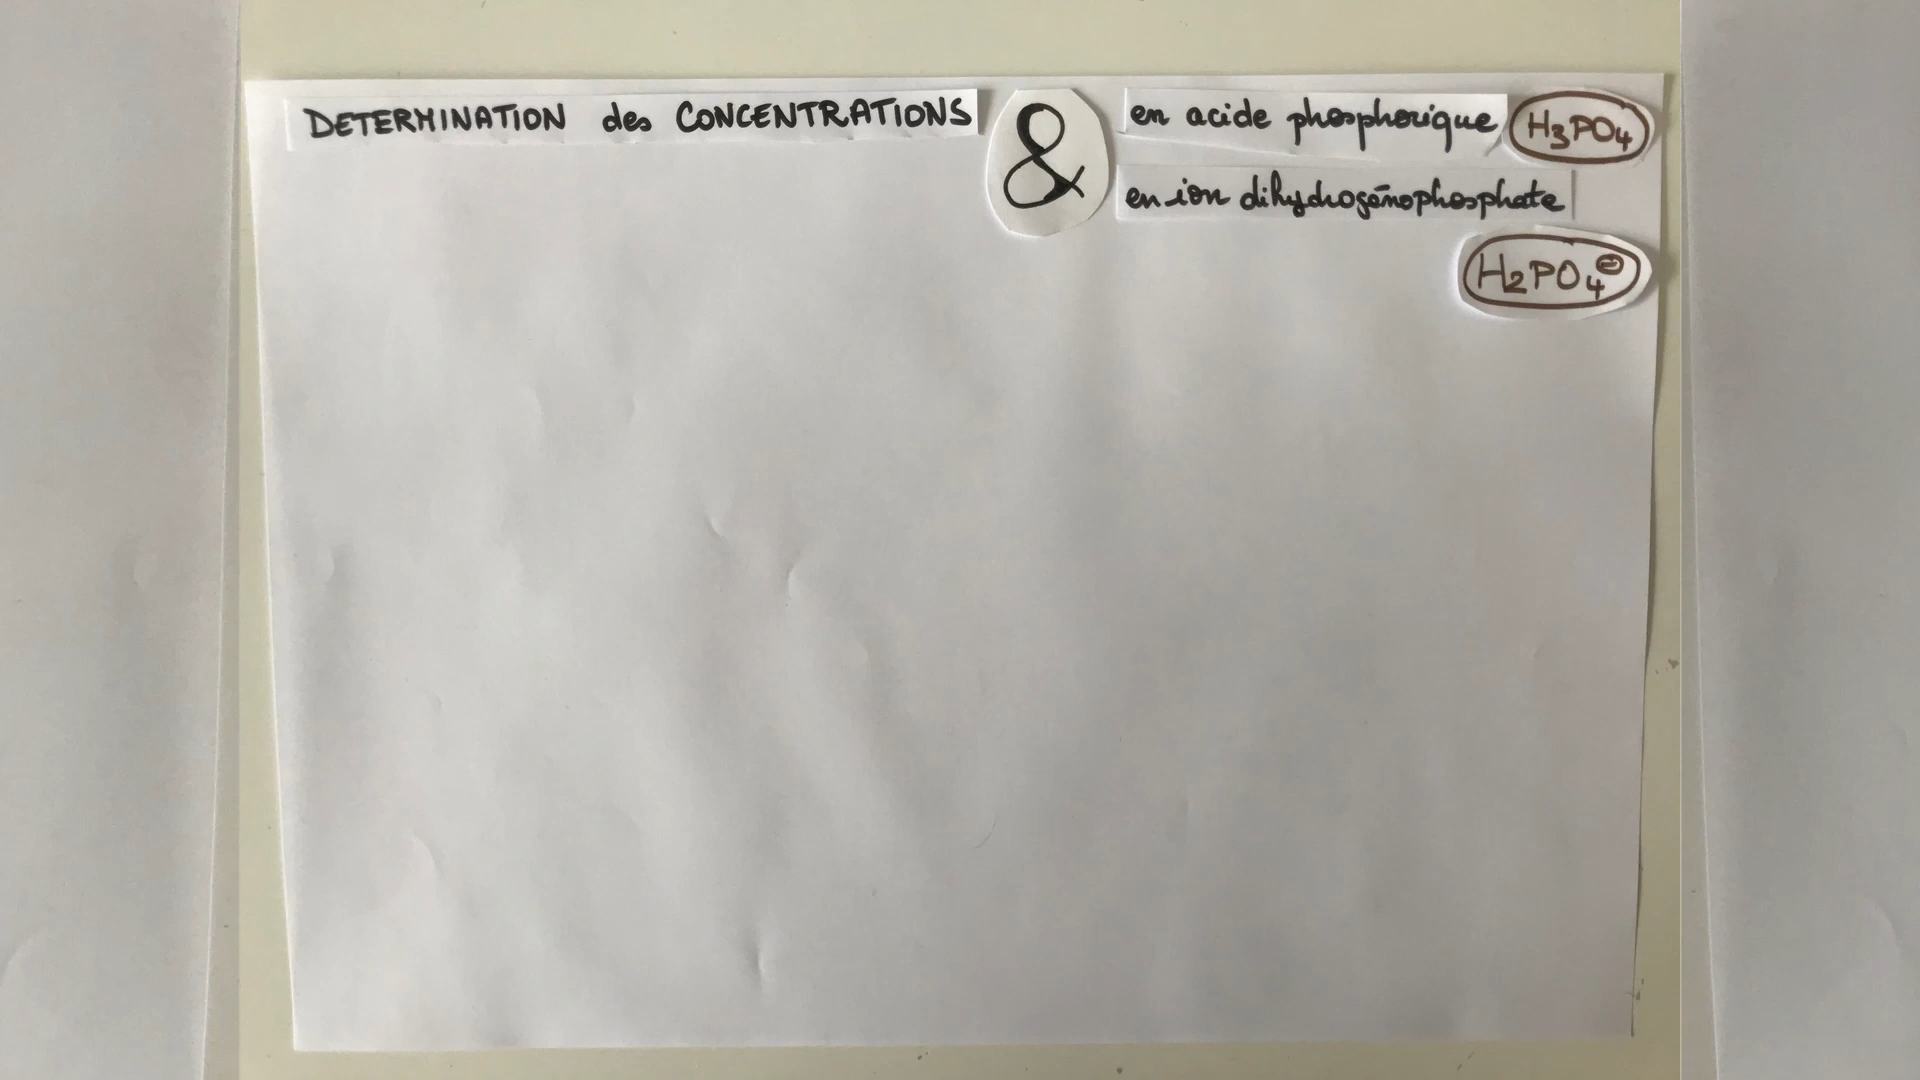 DETERMINATION des CONCENTRATIONS & en acide phosphorique H₃PO₄
en ion dihydrogénophosphate
H₂PO₄⊖